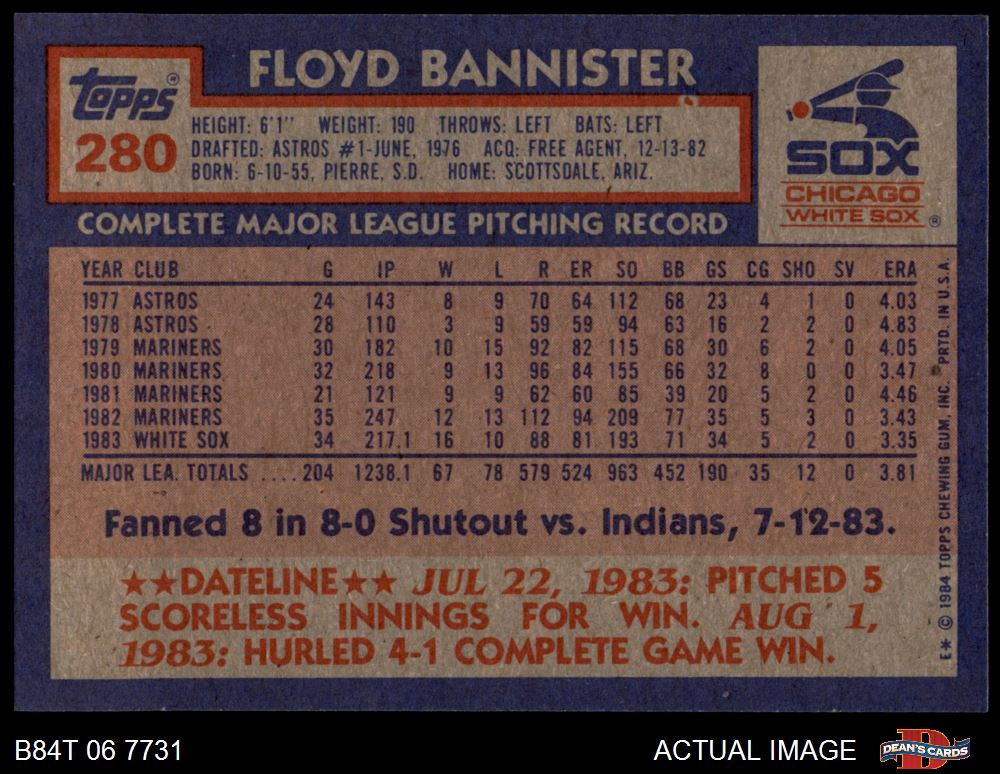 FLOYD BANNISTER
Topps®
280
HEIGHT: 6'1" WEIGHT: 190 THROWS: LEFT BATS: LEFT
DRAFTED: ASTROS #1-JUNE, 1976 ACQ: FREE AGENT, 12-13-82
BORN: 6-10-55, PIERRE, S.D. HOME: SCOTTSDALE, ARIZ.
SOX
CHICAGO
WHITE SOX ®
COMPLETE MAJOR LEAGUE PITCHING RECORD
YEAR CLUB G IP W L R ER SO BB GS CG SHO SV ERA
1977 ASTROS 24 143 8 9 70 64 112 68 23 4 1 0 4.03
1978 ASTROS 28 110 3 9 59 59 94 63 16 2 2 0 4.83
1979 MARINERS 30 182 10 15 92 82 115 68 30 6 2 0 4.05
1980 MARINERS 32 218 9 13 96 84 155 66 32 8 0 0 3.47
1981 MARINERS 21 121 9 9 62 60 85 39 20 5 2 0 4.46
1982 MARINERS 35 247 12 13 112 94 209 77 35 5 3 0 3.43
1983 WHITE SOX 34 217.1 16 10 88 81 193 71 34 5 2 0 3.35
MAJOR LEA. TOTALS .... 204 1238.1 67 78 579 524 963 452 190 35 12 0 3.81
Fanned 8 in 8-0 Shutout vs. Indians, 7-12-83.
★★DATELINE★★ JUL 22, 1983: PITCHED 5
SCORELESS INNINGS FOR WIN. AUG 1,
1983: HURLED 4-1 COMPLETE GAME WIN.
E* © 1984 TOPPS CHEWING GUM, INC. PRTD. IN U.S.A.
B84T 06 7731
ACTUAL IMAGE
DEAN'S CARDS